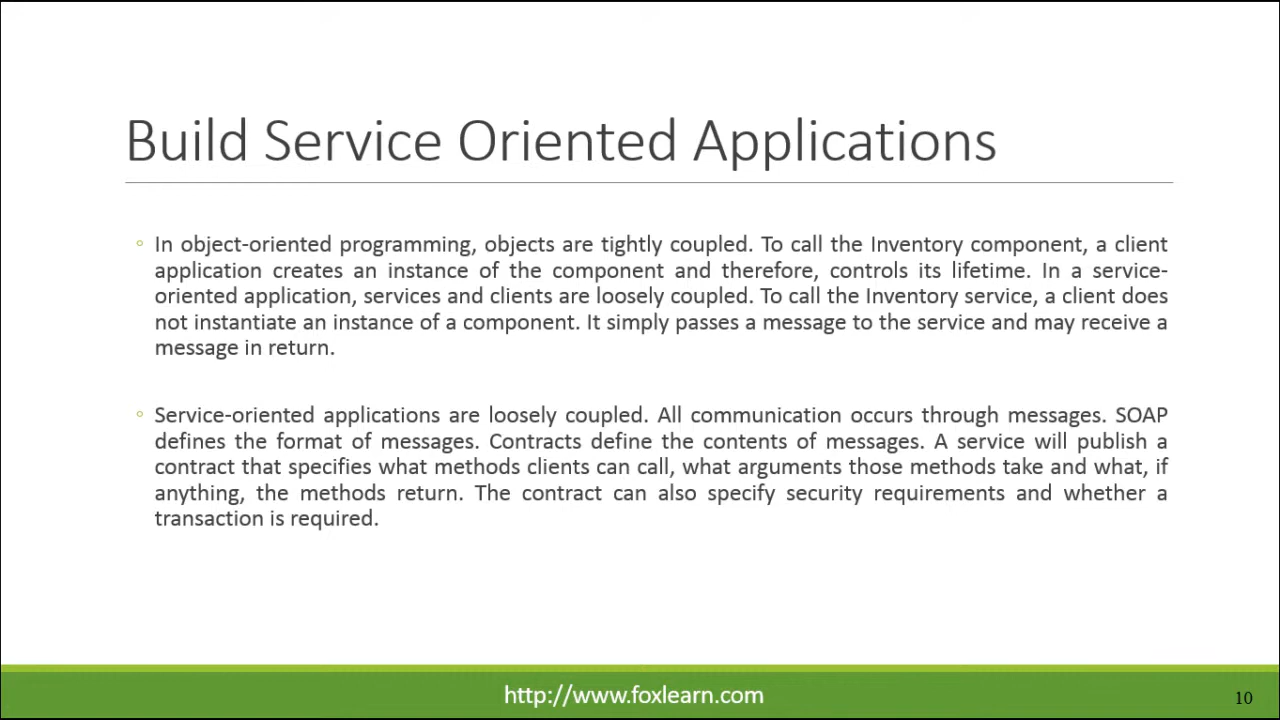 Build Service Oriented Applications
◦ In object-oriented programming, objects are tightly coupled. To call the Inventory component, a client
application creates an instance of the component and therefore, controls its lifetime. In a service-
oriented application, services and clients are loosely coupled. To call the Inventory service, a client does
not instantiate an instance of a component. It simply passes a message to the service and may receive a
message in return.
◦ Service-oriented applications are loosely coupled. All communication occurs through messages. SOAP
defines the format of messages. Contracts define the contents of messages. A service will publish a
contract that specifies what methods clients can call, what arguments those methods take and what, if
anything, the methods return. The contract can also specify security requirements and whether a
transaction is required.
http://www.foxlearn.com
10